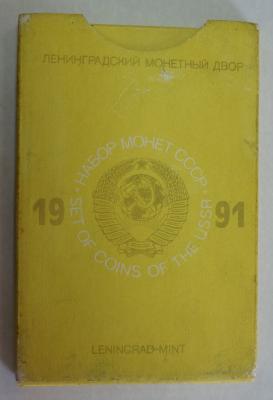 ЛЕНИНГРАДСКИЙ МОНЕТНЫЙ ДВОР
· НАБОР МОНЕТ СССР ·
19 91
SET OF COINS OF THE USSR
LENINGRAD-MINT